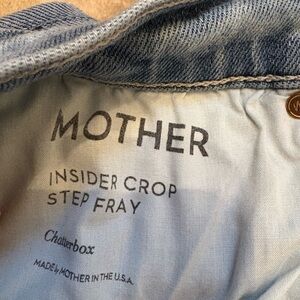 MOTHER
INSIDER CROP
STEP FRAY
Chatterbox
MADE by MOTHER IN THE U.S.A.